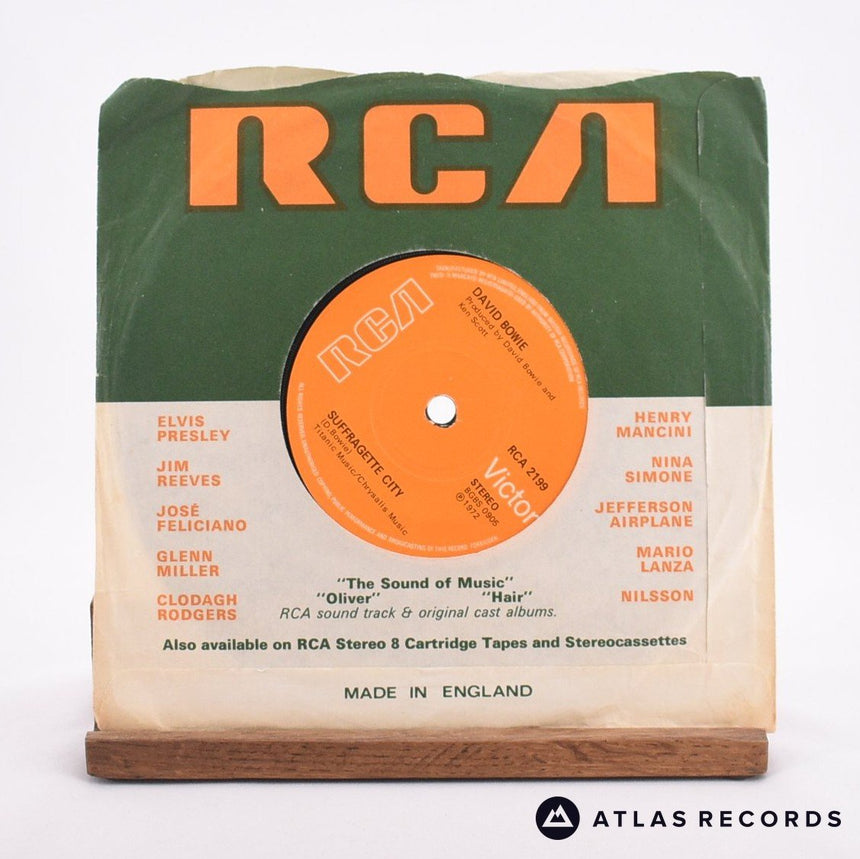 RCA
RCA
DAVID BOWIE
Produced by David Bowie and
Ken Scott
SUFFRAGETTE CITY
(D.Bowie)
Titanic Music/Chrysalis Music
RCA 2199
STEREO
BGBS 0906
℗ 1972
Victor
ELVIS
PRESLEY
JIM
REEVES
JOSÉ
FELICIANO
GLENN
MILLER
CLODAGH
RODGERS
HENRY
MANCINI
NINA
SIMONE
JEFFERSON
AIRPLANE
MARIO
LANZA
NILSSON
"The Sound of Music"
"Oliver" "Hair"
RCA sound track & original cast albums.
Also available on RCA Stereo 8 Cartridge Tapes and Stereocassettes
MADE IN ENGLAND
ATLAS RECORDS